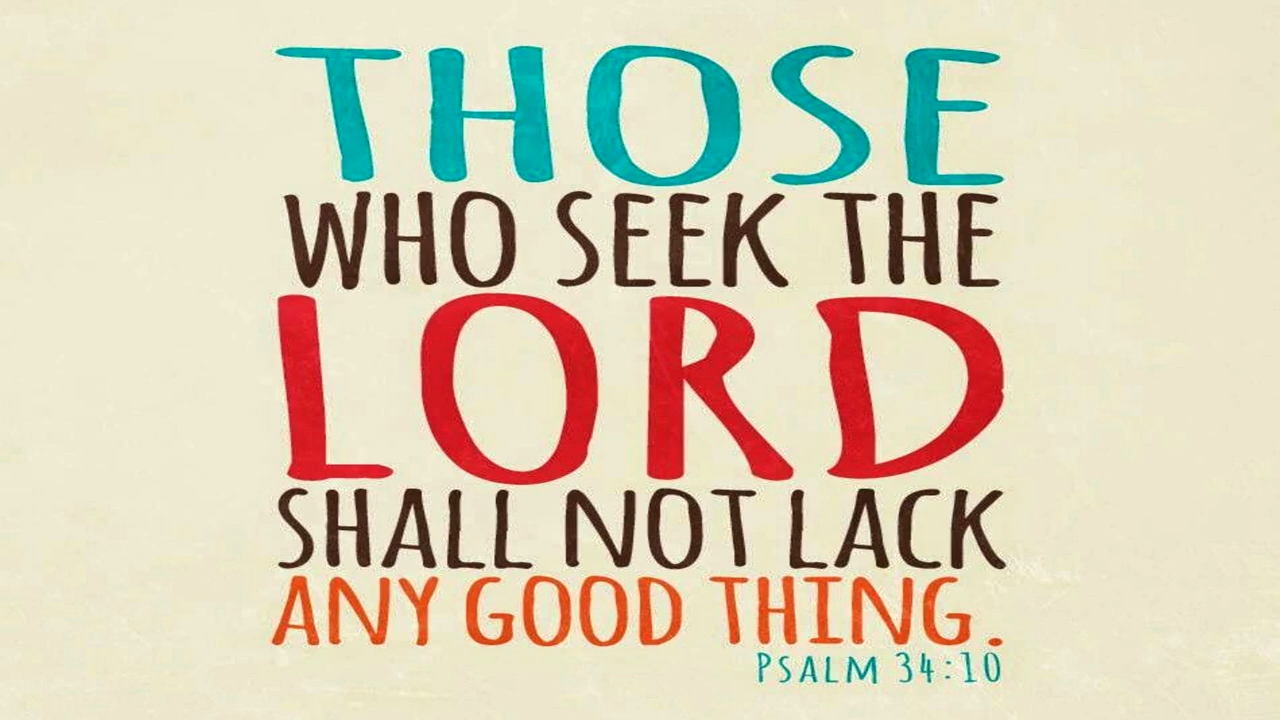 THOSE
WHO SEEK THE
LORD
SHALL NOT LACK
ANY GOOD THING.
PSALM 34:10